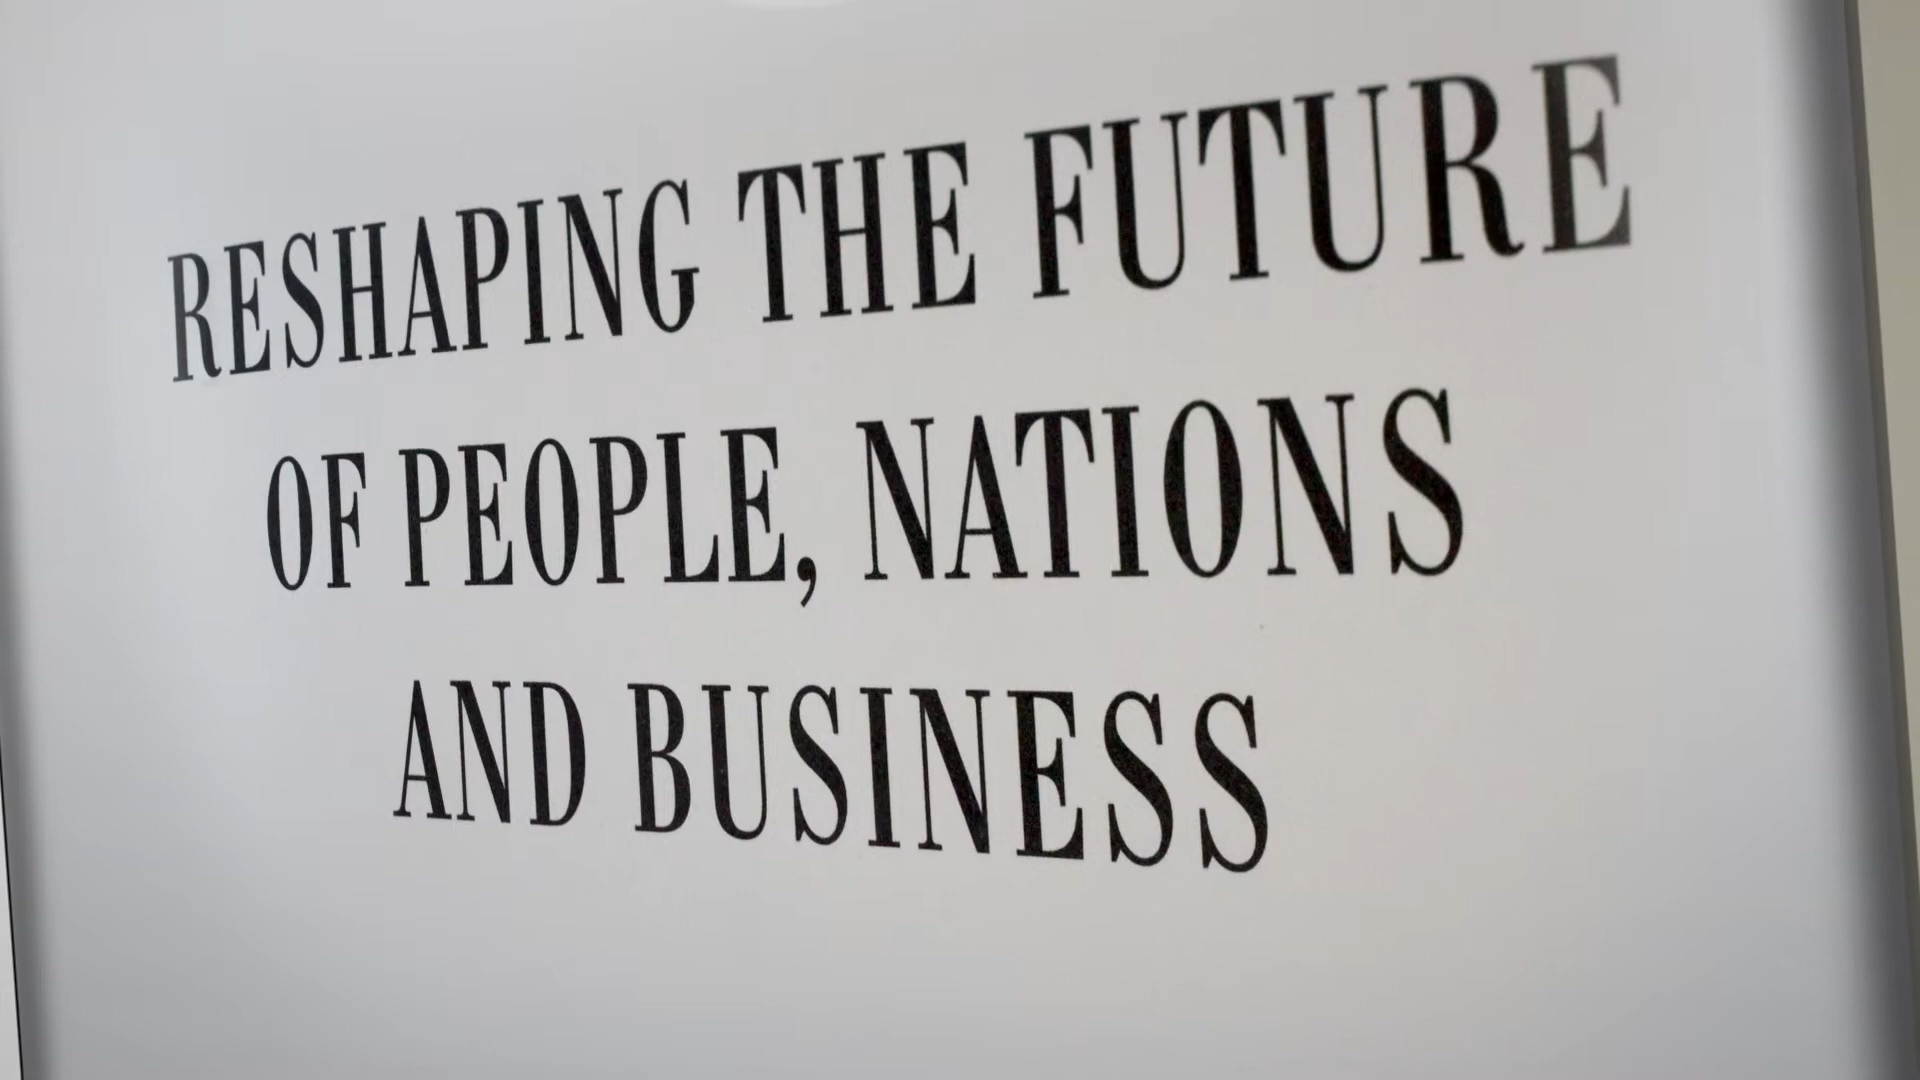 RESHAPING THE FUTURE
OF PEOPLE, NATIONS
AND BUSINESS